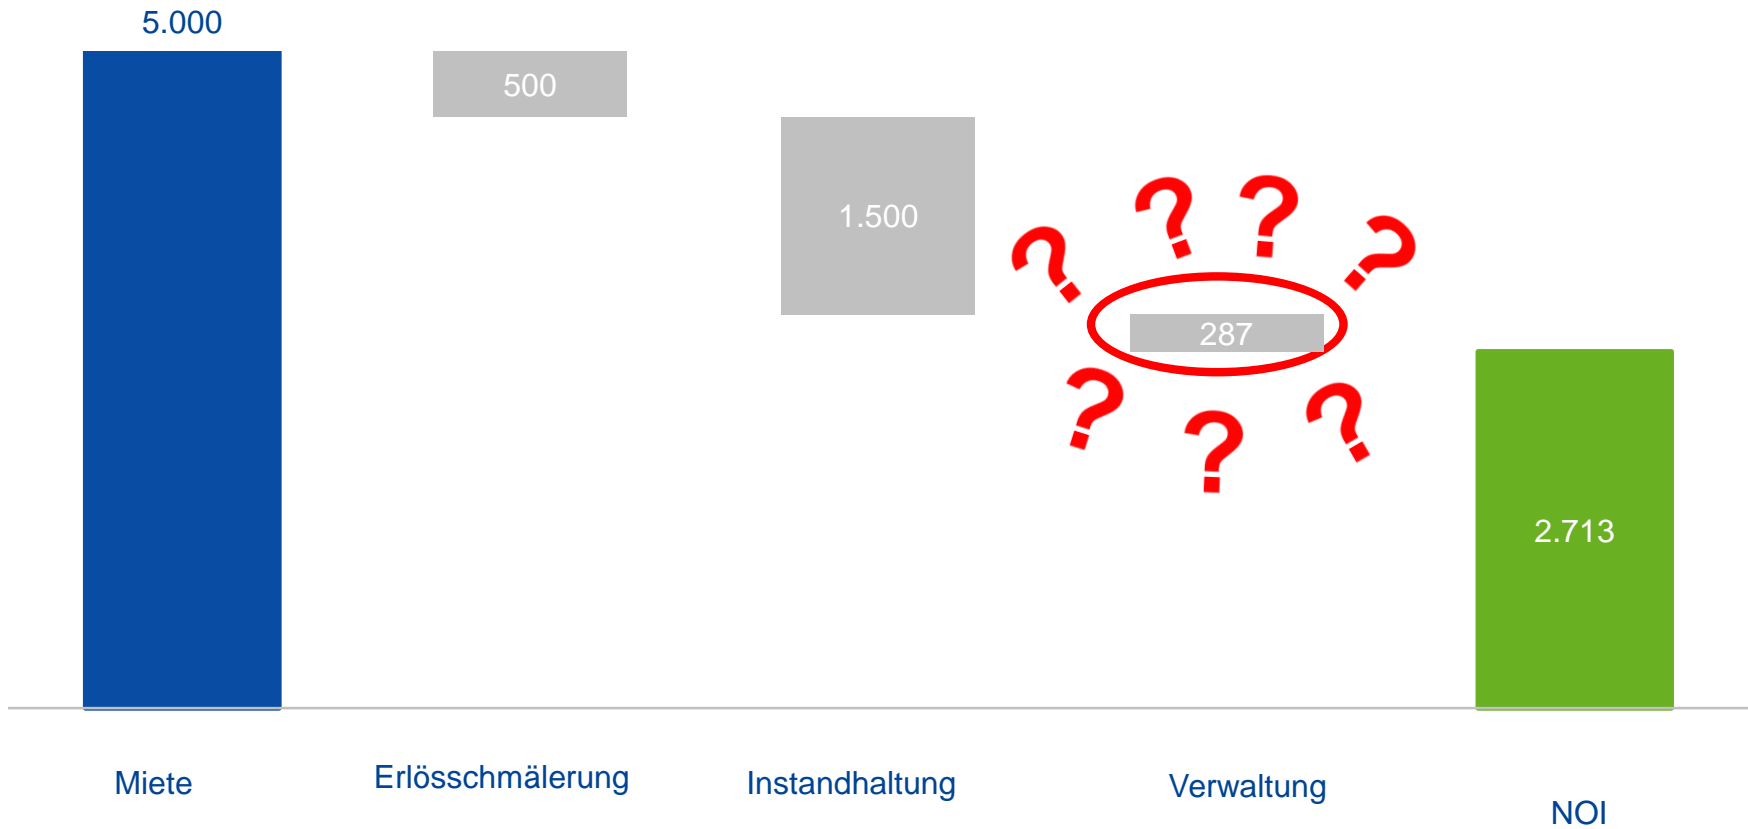 5.000
500
1.500
? ? ? ?
287
? ? ?
2.713
Miete
Erlösschmälerung
Instandhaltung
Verwaltung
NOI